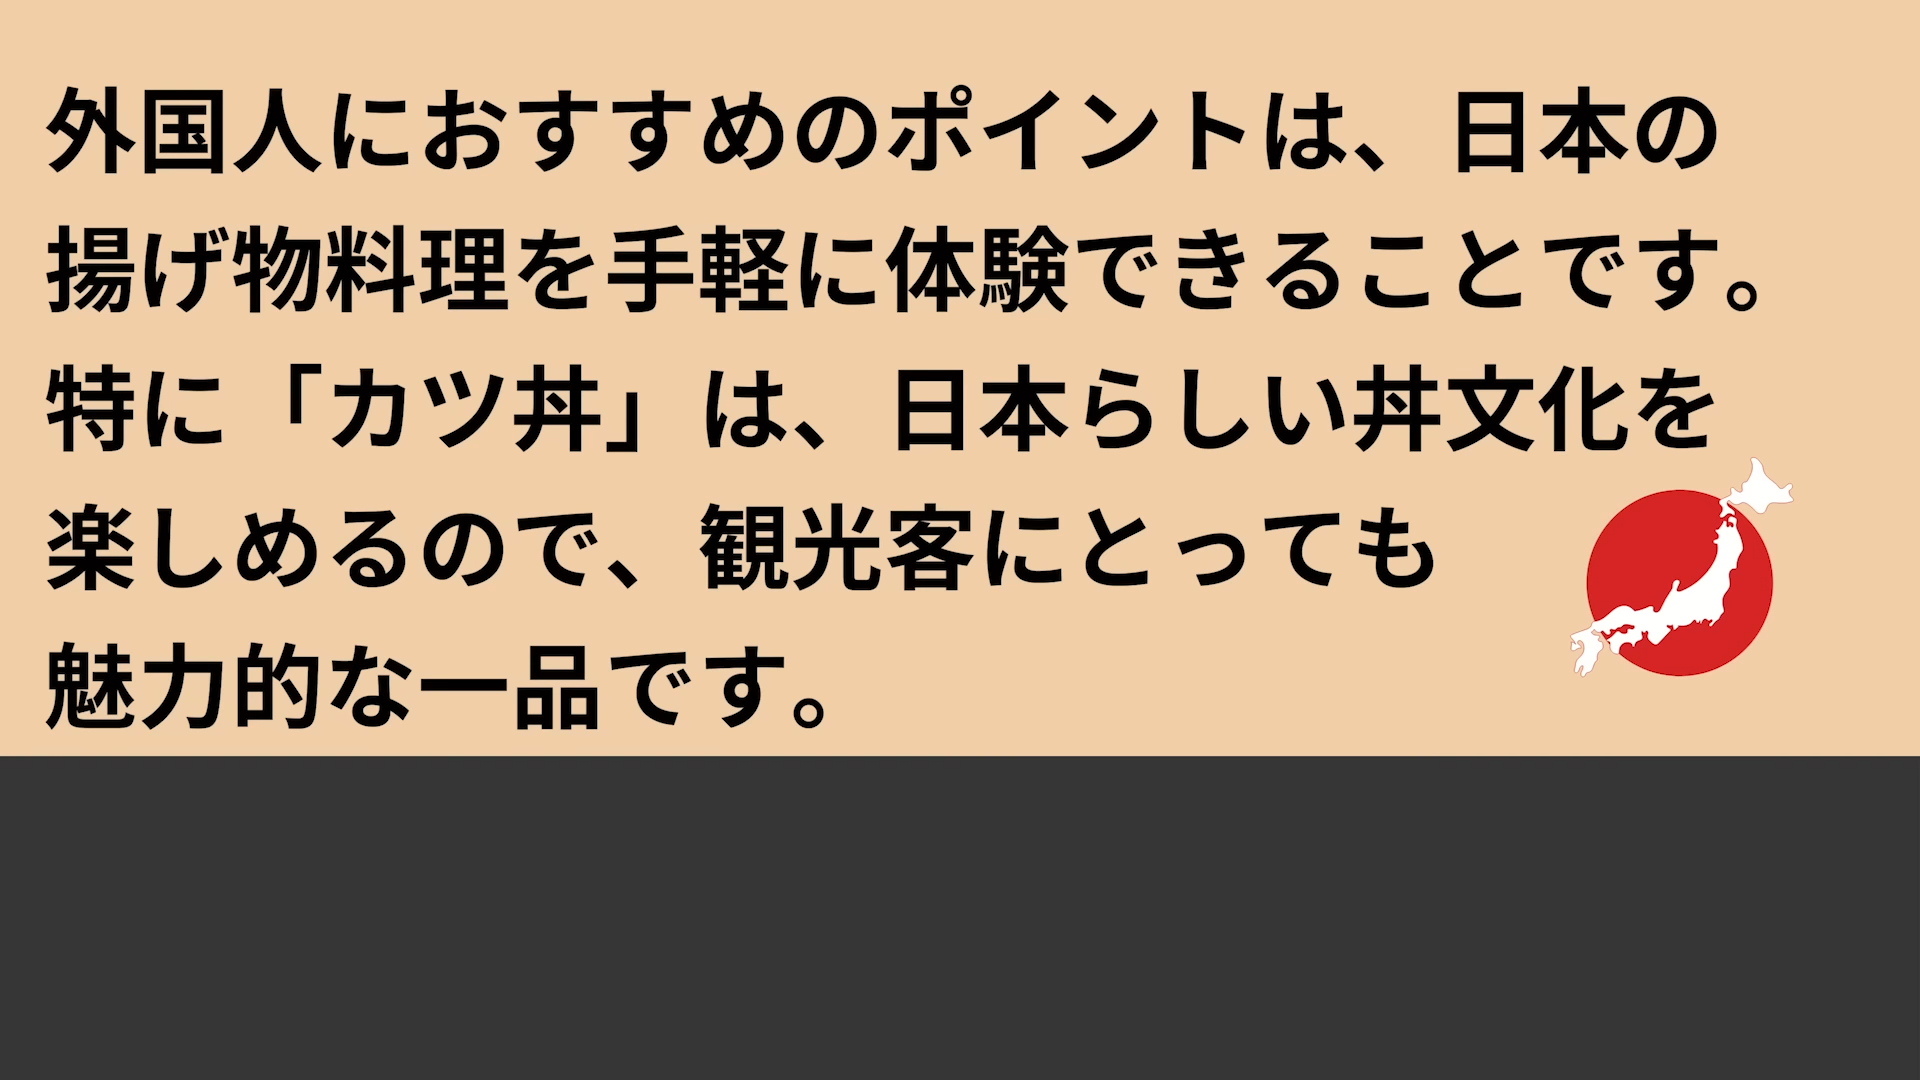 外国人におすすめのポイントは、日本の
揚げ物料理を手軽に体験できることです。
特に「カツ丼」は、日本らしい丼文化を
楽しめるので、観光客にとっても
魅力的な一品です。